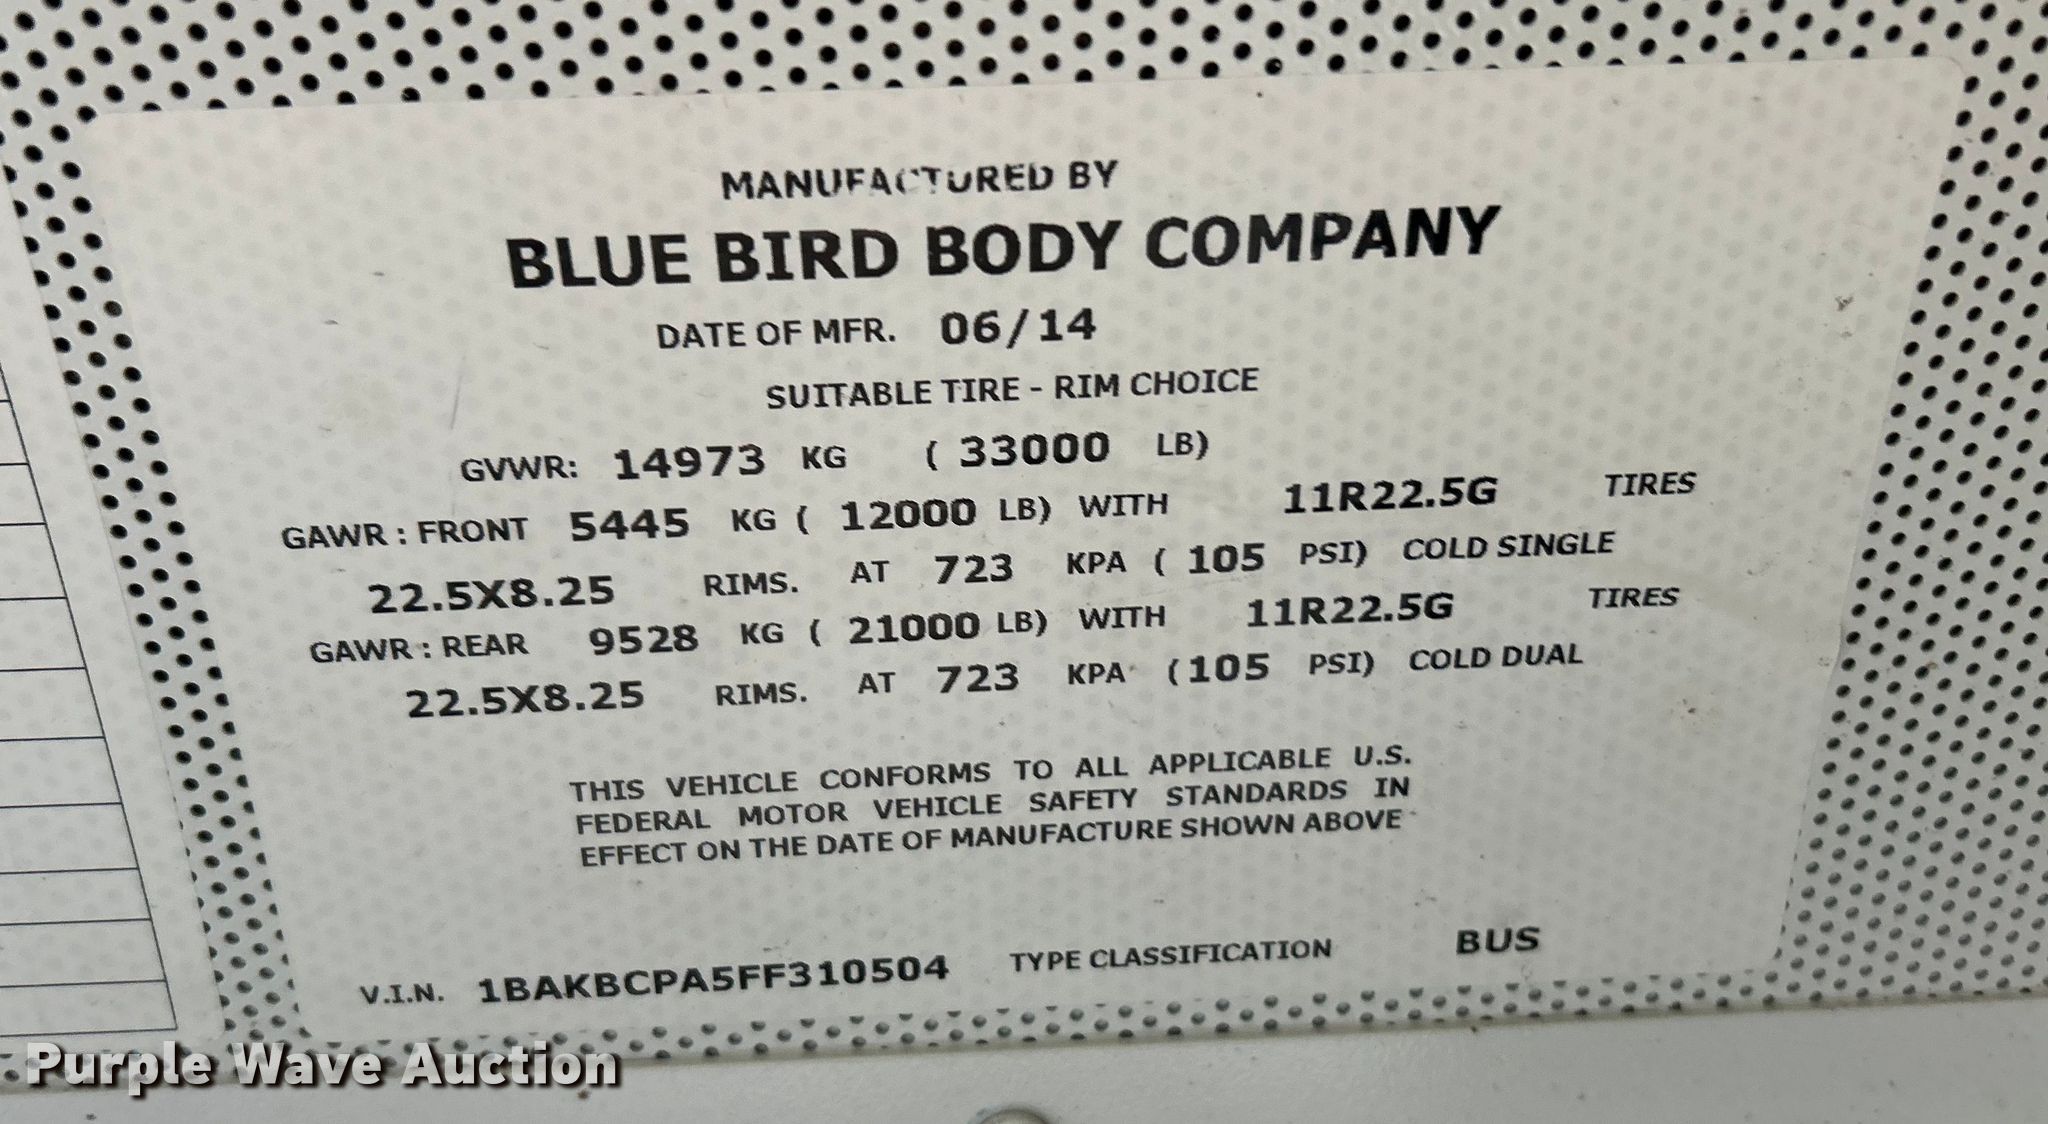 MANUFACTURED BY
BLUE BIRD BODY COMPANY
DATE OF MFR. 06/14
SUITABLE TIRE - RIM CHOICE
GVWR: 14973 KG ( 33000 LB)
GAWR : FRONT 5445 KG ( 12000 LB) WITH 11R22.5G TIRES
22.5X8.25 RIMS. AT 723 KPA ( 105 PSI) COLD SINGLE
GAWR : REAR 9528 KG ( 21000 LB) WITH 11R22.5G TIRES
22.5X8.25 RIMS. AT 723 KPA (105 PSI) COLD DUAL
THIS VEHICLE CONFORMS TO ALL APPLICABLE U.S.
FEDERAL MOTOR VEHICLE SAFETY STANDARDS IN
EFFECT ON THE DATE OF MANUFACTURE SHOWN ABOVE
V.I.N. 1BAKBCPA5FF310504 TYPE CLASSIFICATION BUS
Purple Wave Auction